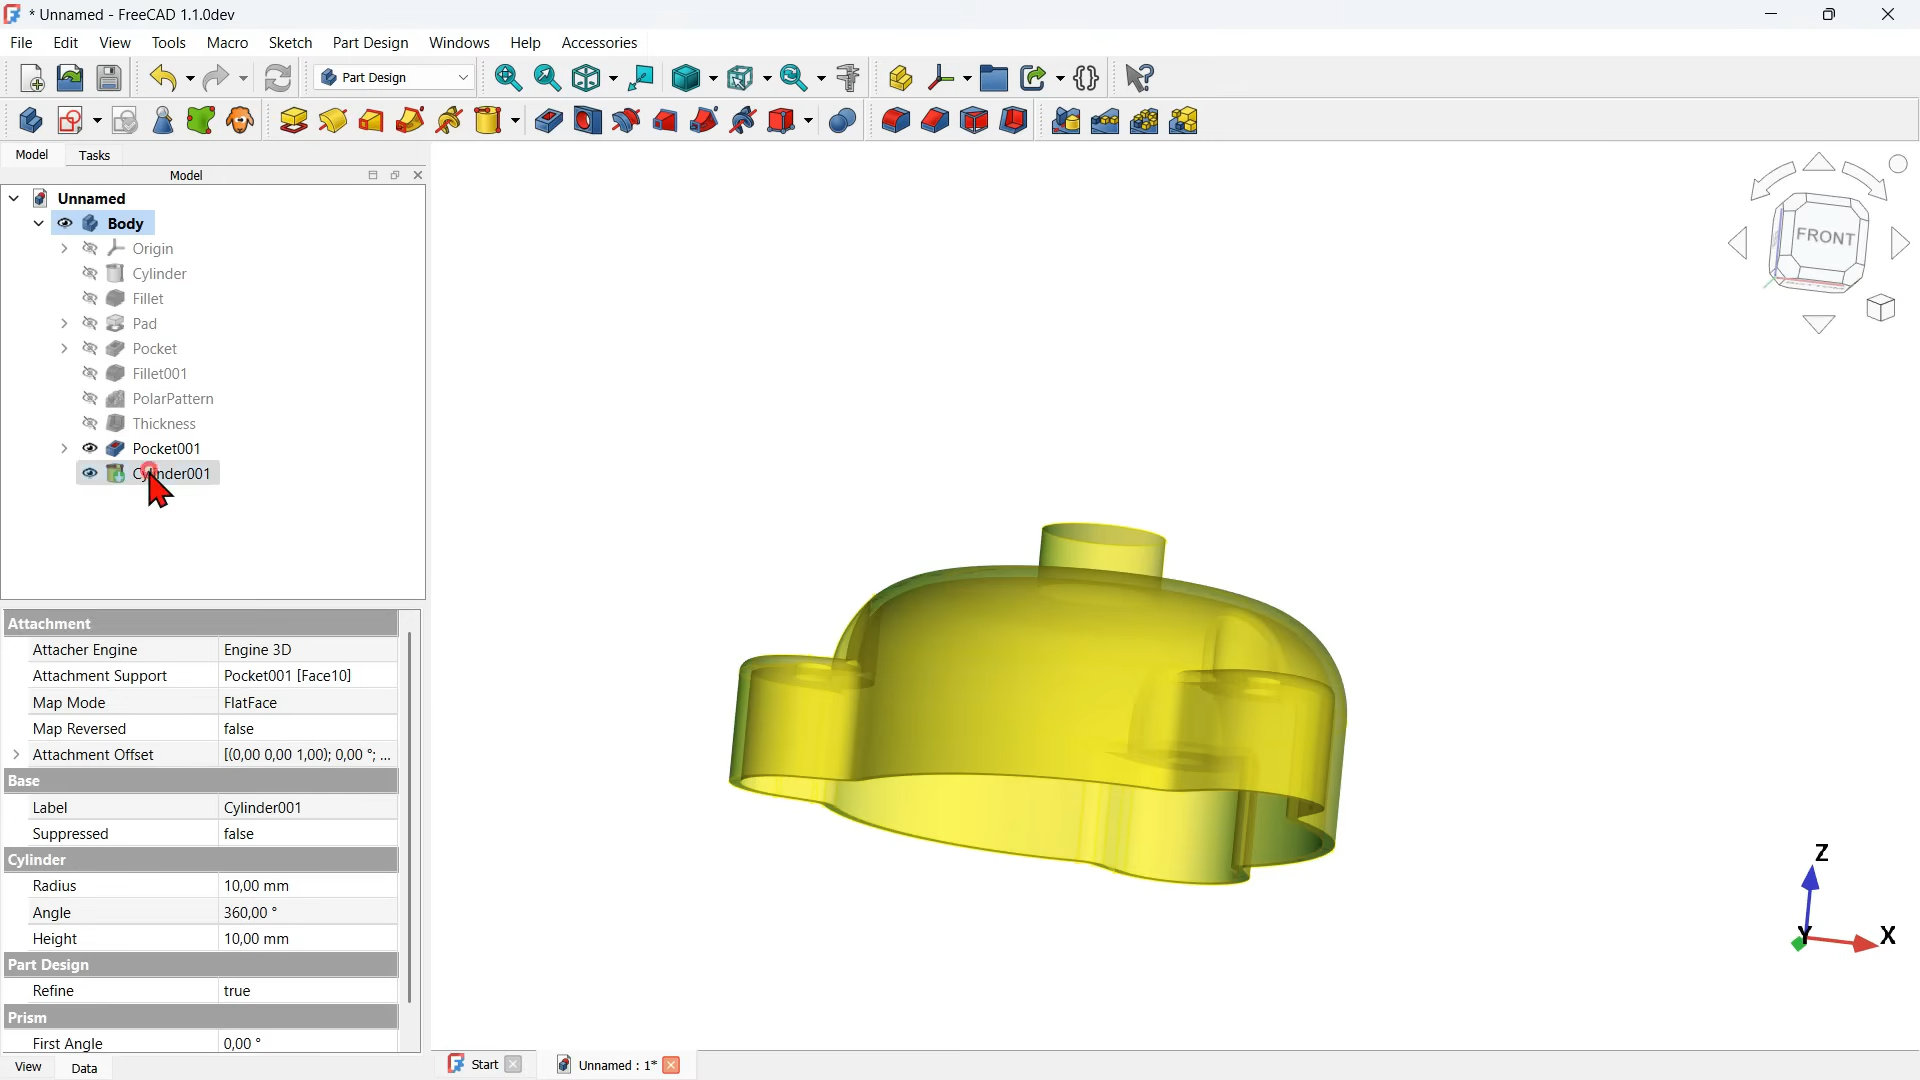 * Unnamed - FreeCAD 1.1.0dev
File Edit View Tools Macro Sketch Part Design Windows Help Accessories
Part Design
Model Tasks
Model
Unnamed
Body
Origin
Cylinder
Fillet
Pad
Pocket
Fillet001
PolarPattern
Thickness
Pocket001
Cylinder001
FRONT
Attachment
Attacher Engine Engine 3D
Attachment Support Pocket001 [Face10]
Map Mode FlatFace
Map Reversed false
Attachment Offset [(0,00 0,00 1,00); 0,00 °; ...
Base
Label Cylinder001
Suppressed false
Cylinder
Radius 10,00 mm
Angle 360,00 °
Height 10,00 mm
Part Design
Refine true
Prism
First Angle 0,00 °
View Data
Start
Unnamed : 1*
Z
Y
X